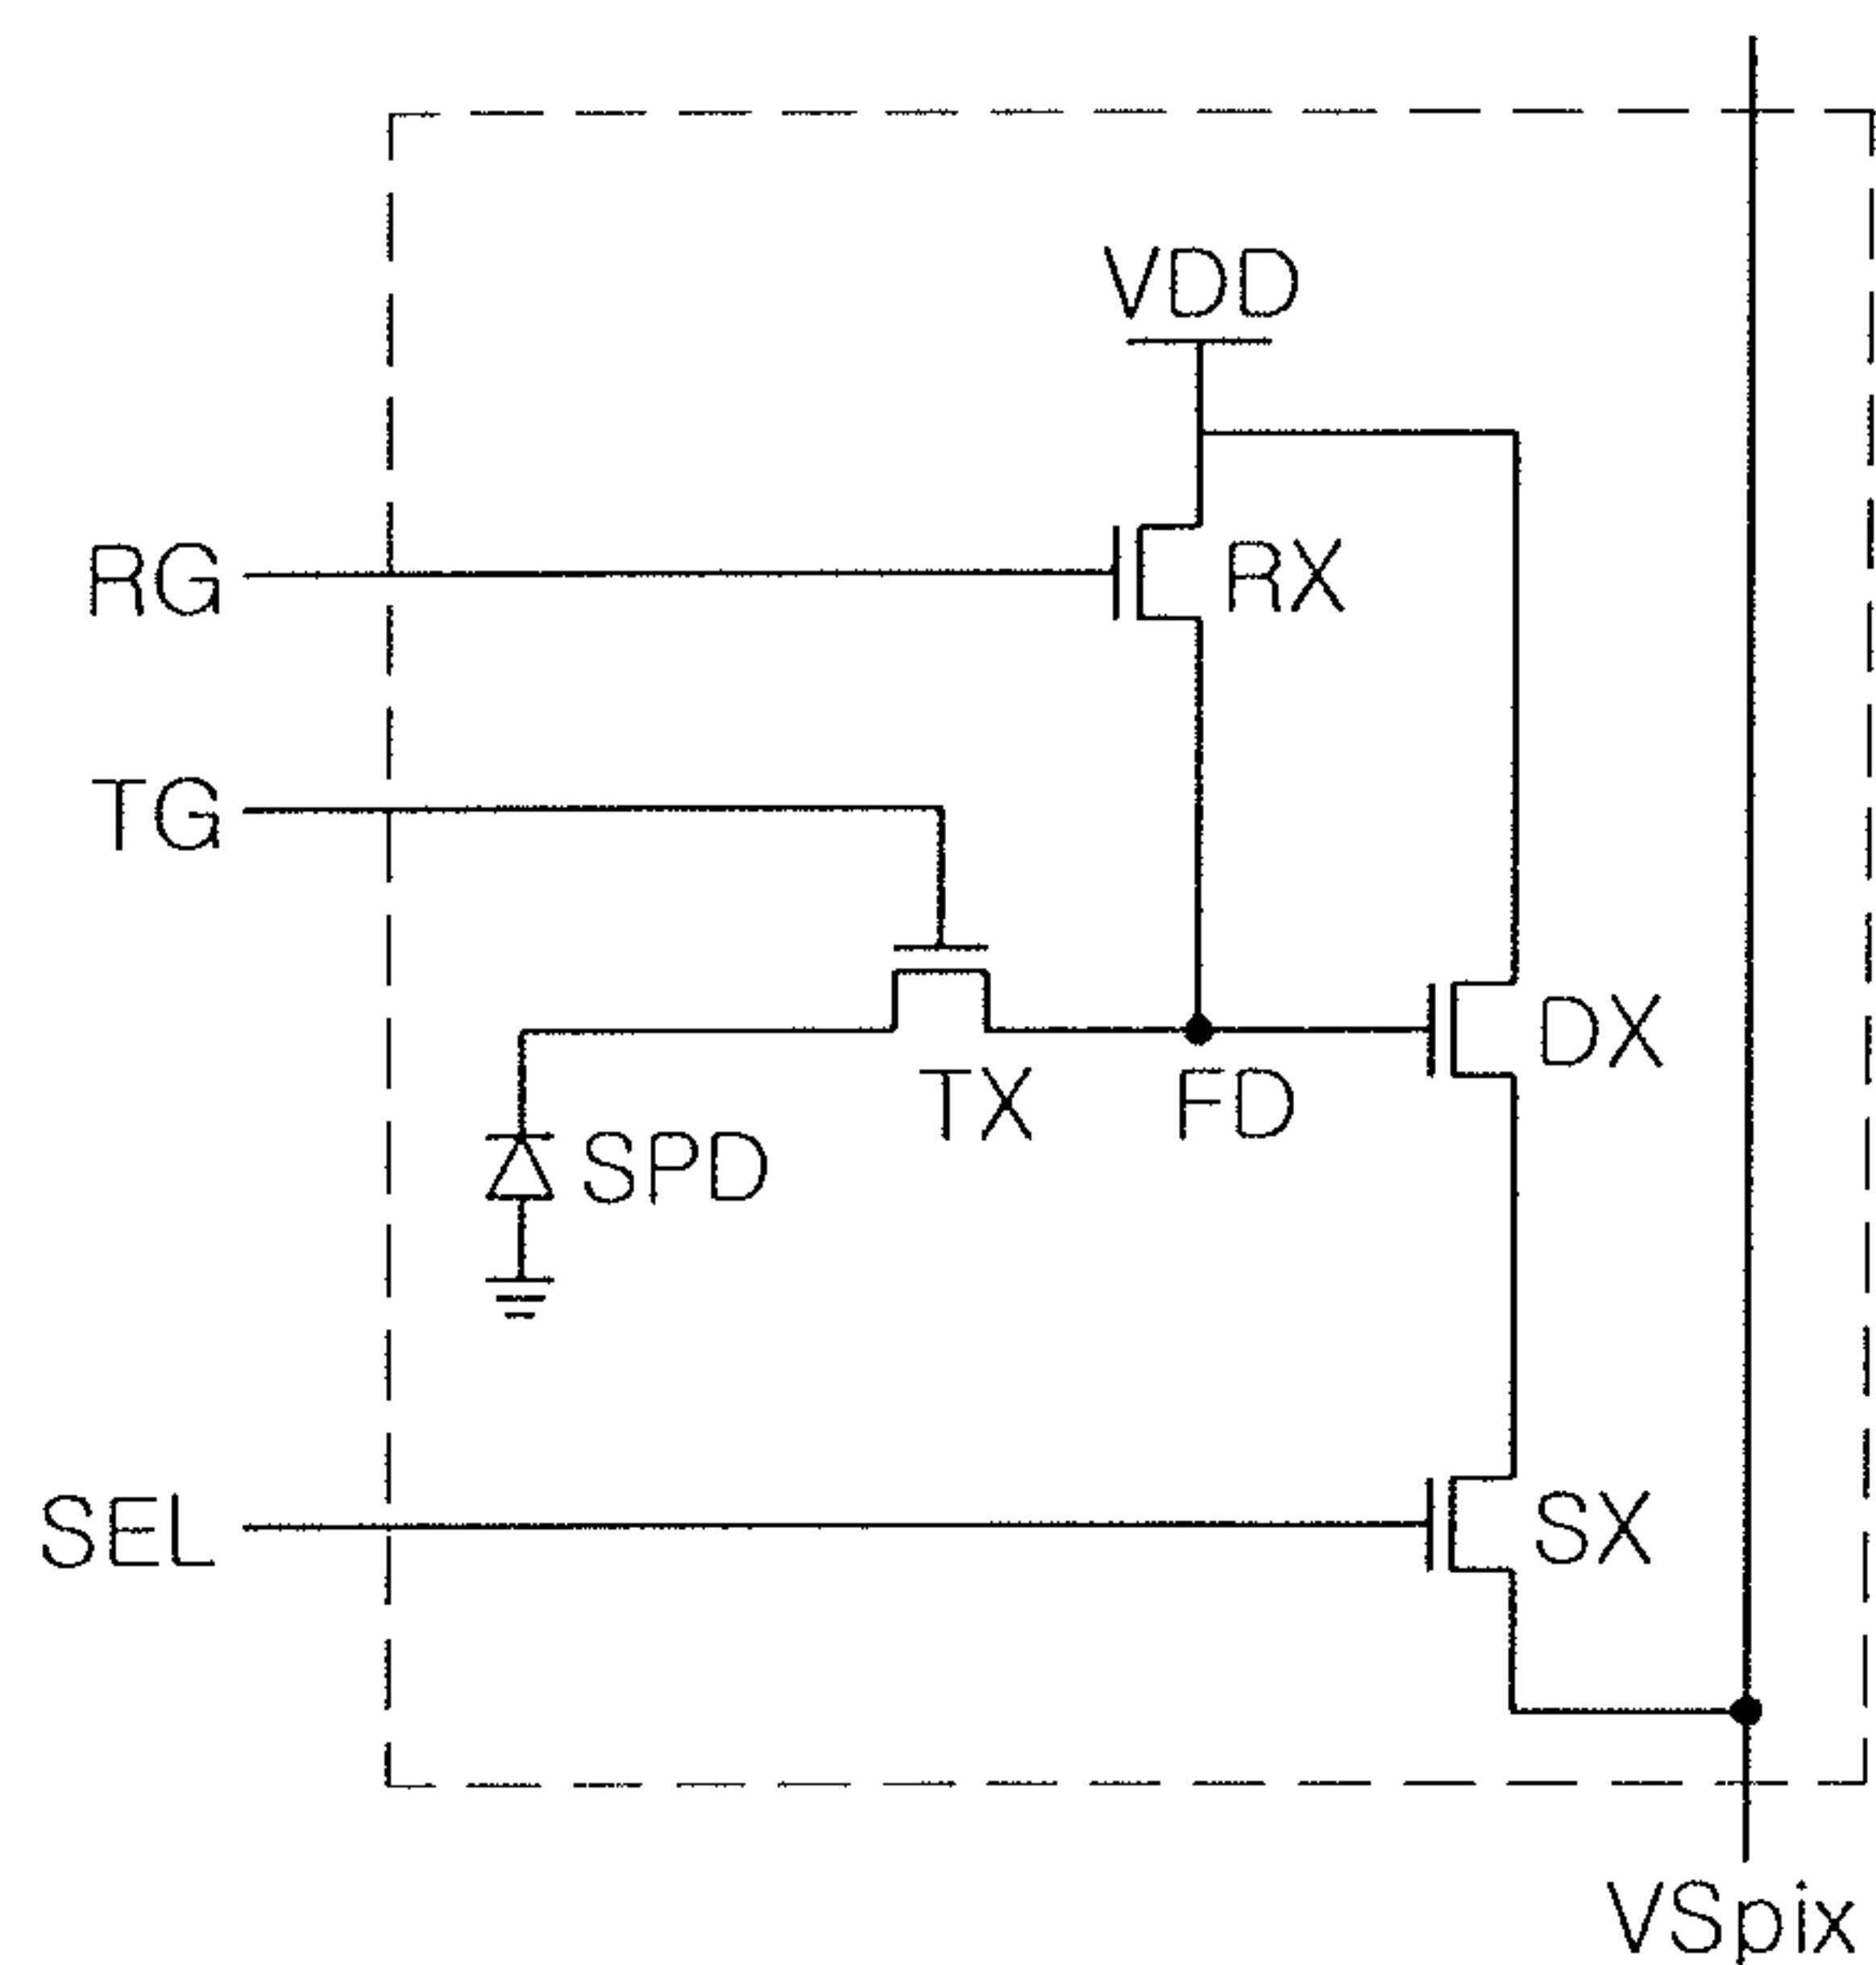 VDD
RG
RX
TG
DX
TX
FD
SPD
SEL
SX
VSpix